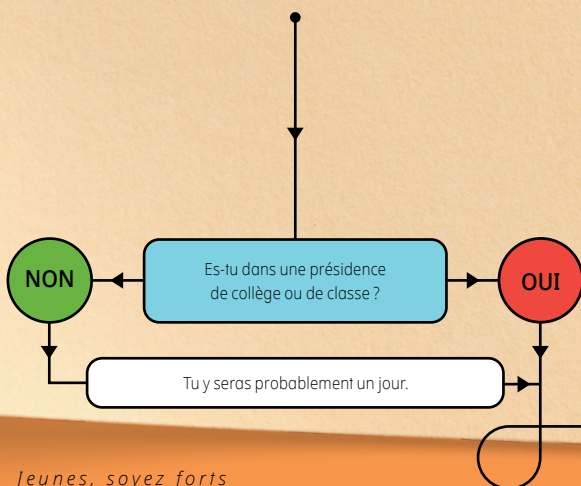 Es-tu dans une présidence
de collège ou de classe ?
NON
OUI
Tu y seras probablement un jour.
Jeunes, soyez forts